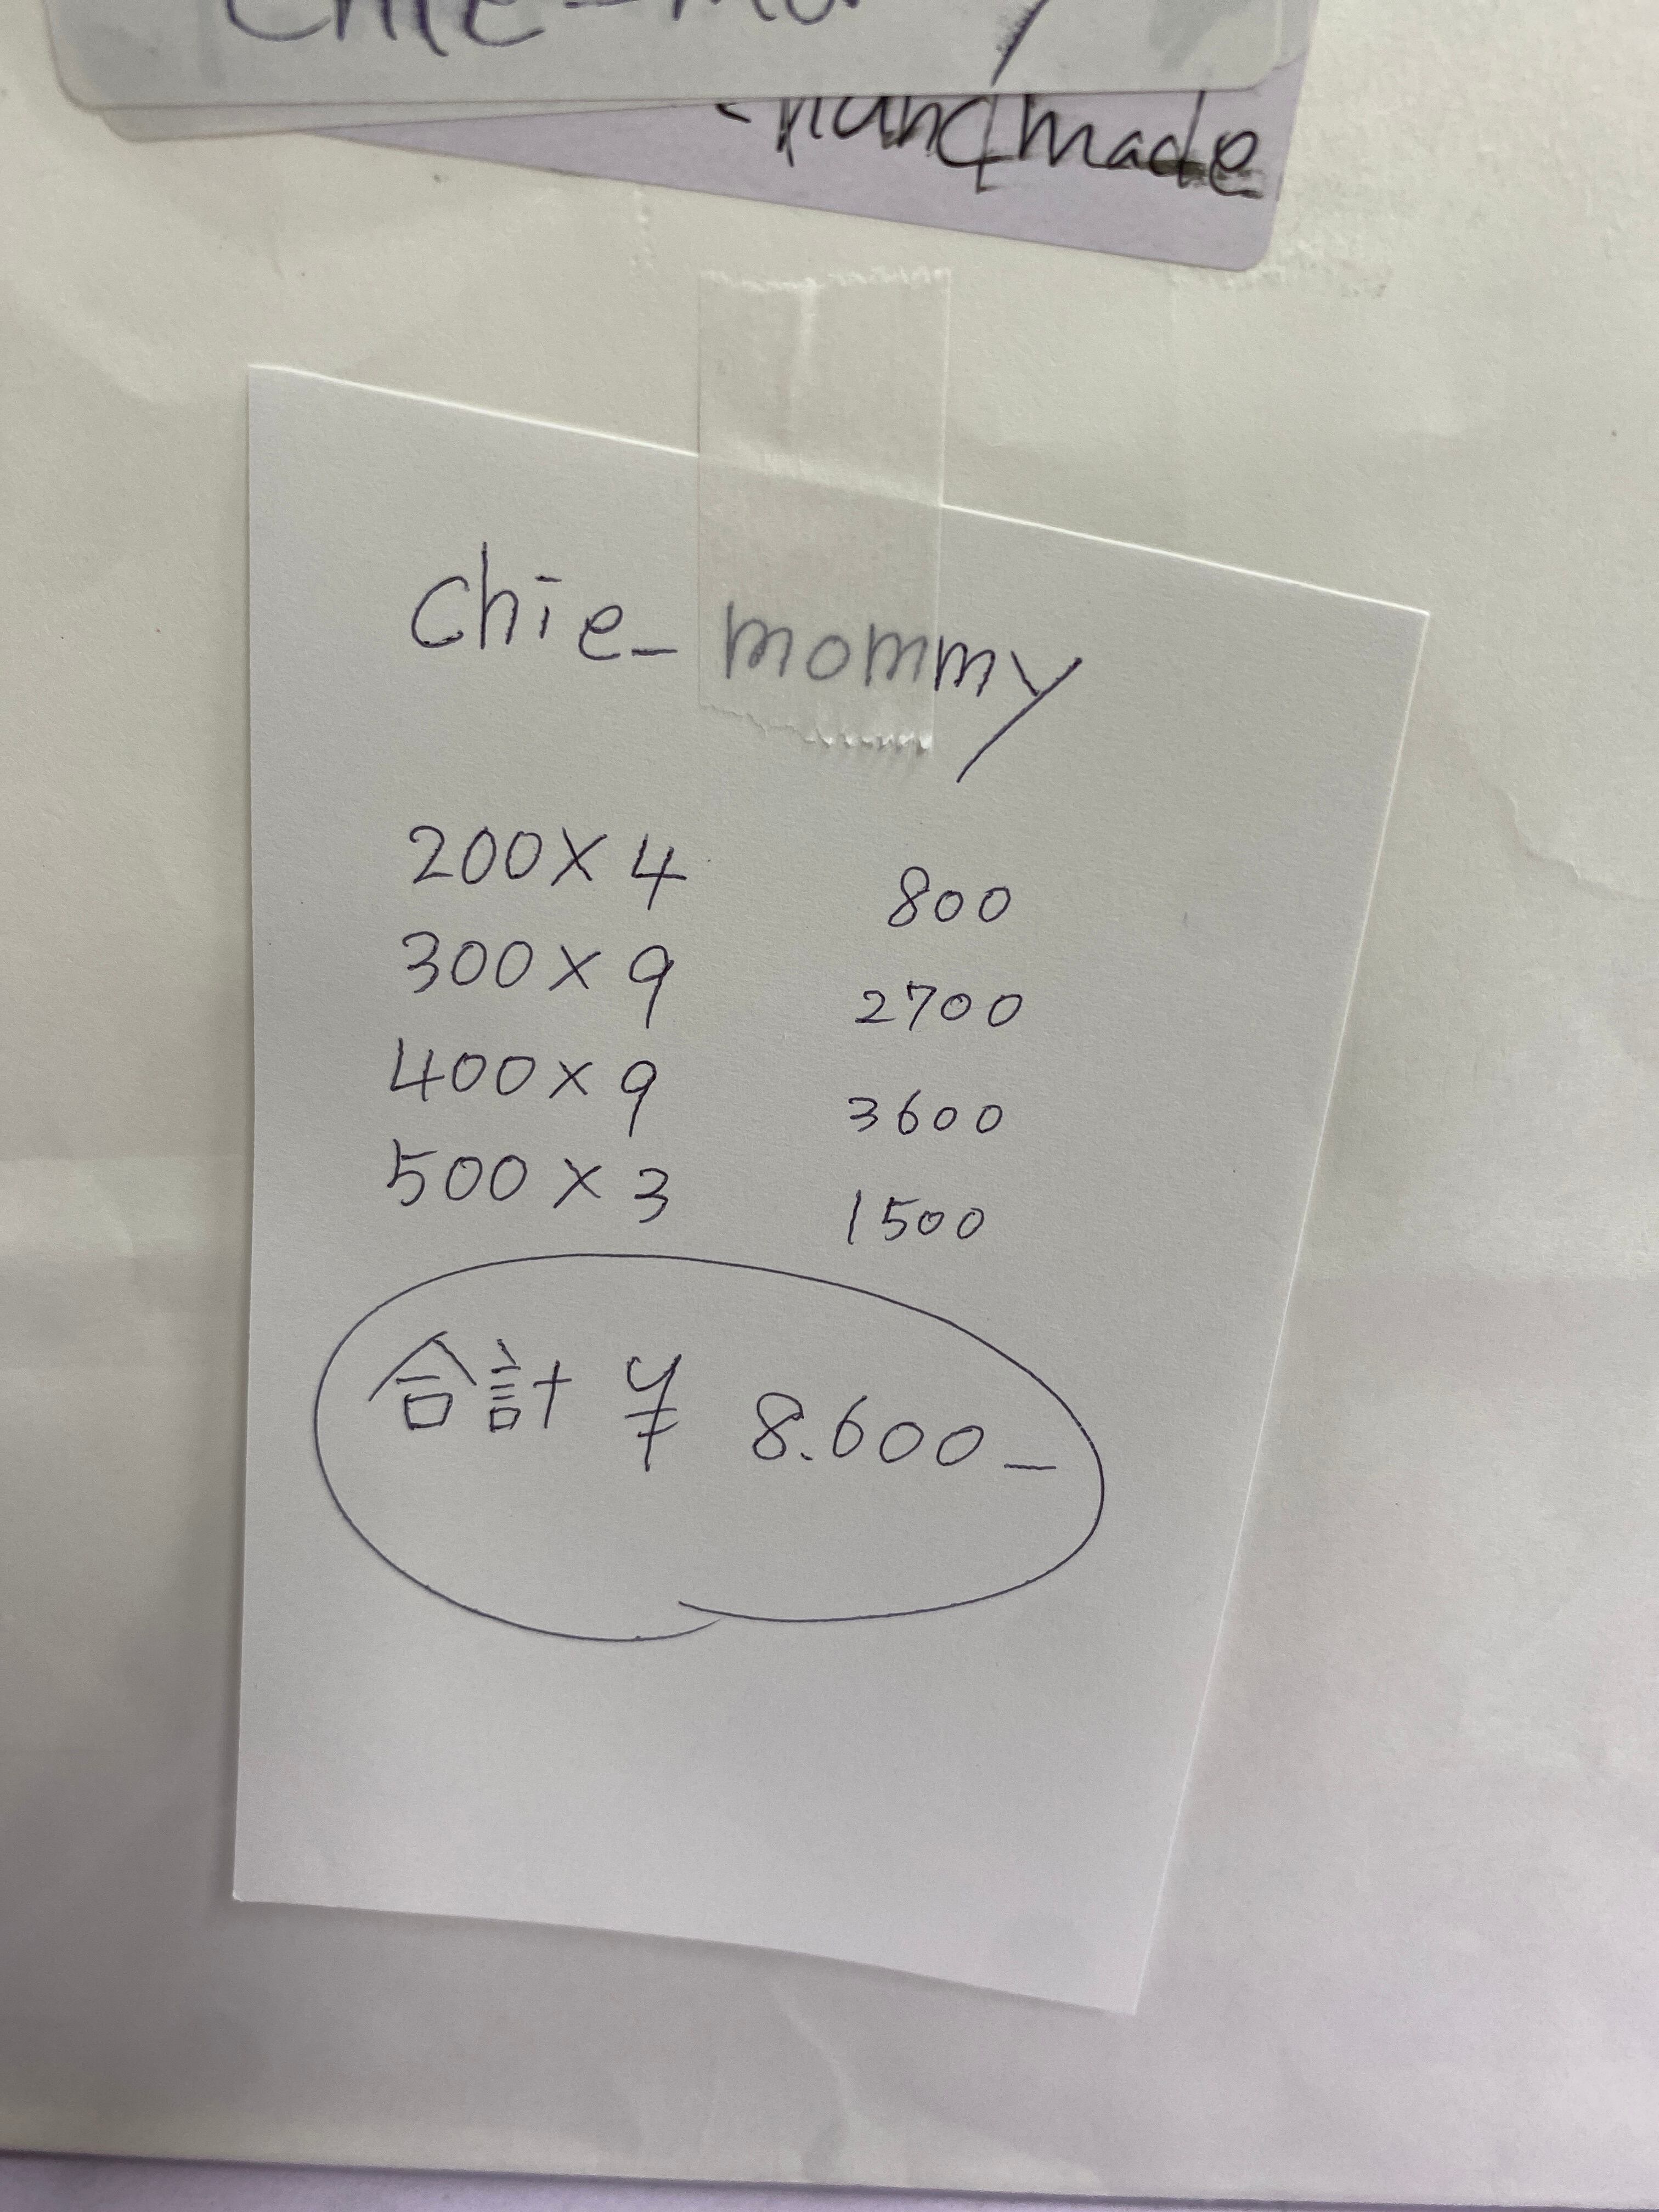 handmade
chie_mommy
200×4 800
300×9 2700
400×9 3600
500×3 1500
合計 ¥ 8.600_